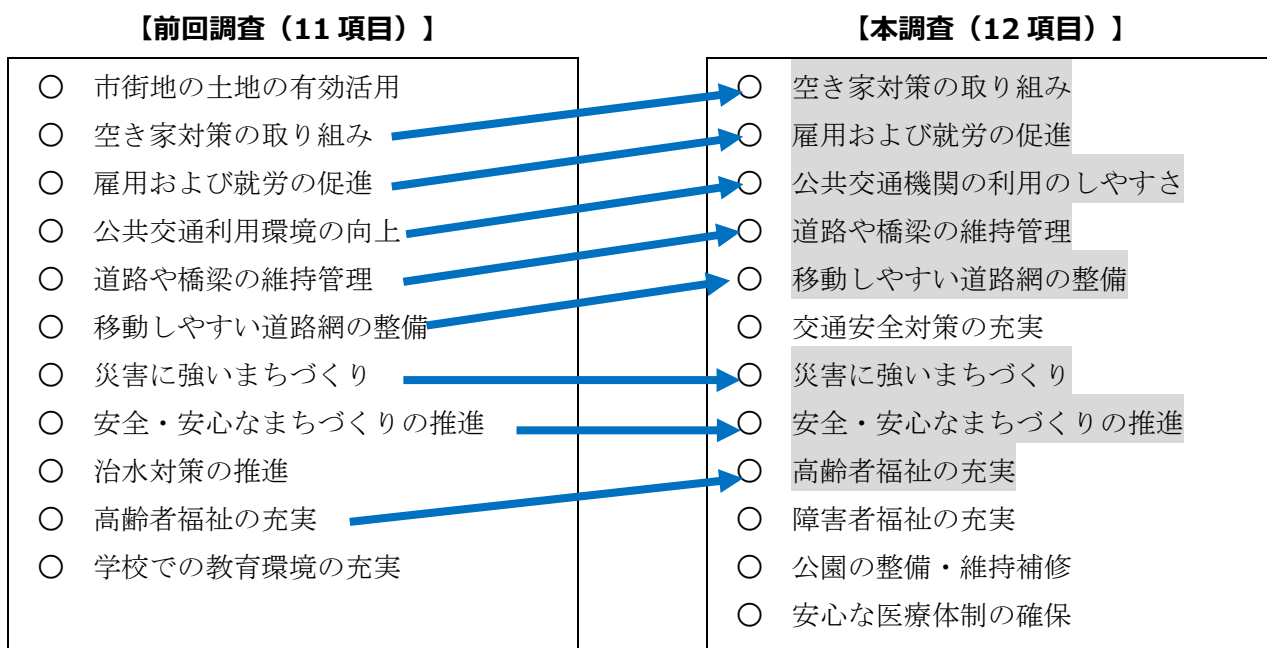 【前回調査（11 項目）】
○ 市街地の土地の有効活用
○ 空き家対策の取り組み
○ 雇用および就労の促進
○ 公共交通利用環境の向上
○ 道路や橋梁の維持管理
○ 移動しやすい道路網の整備
○ 災害に強いまちづくり
○ 安全・安心なまちづくりの推進
○ 治水対策の推進
○ 高齢者福祉の充実
○ 学校での教育環境の充実
【本調査（12 項目）】
○ 空き家対策の取り組み
○ 雇用および就労の促進
○ 公共交通機関の利用のしやすさ
○ 道路や橋梁の維持管理
○ 移動しやすい道路網の整備
○ 交通安全対策の充実
○ 災害に強いまちづくり
○ 安全・安心なまちづくりの推進
○ 高齢者福祉の充実
○ 障害者福祉の充実
○ 公園の整備・維持補修
○ 安心な医療体制の確保